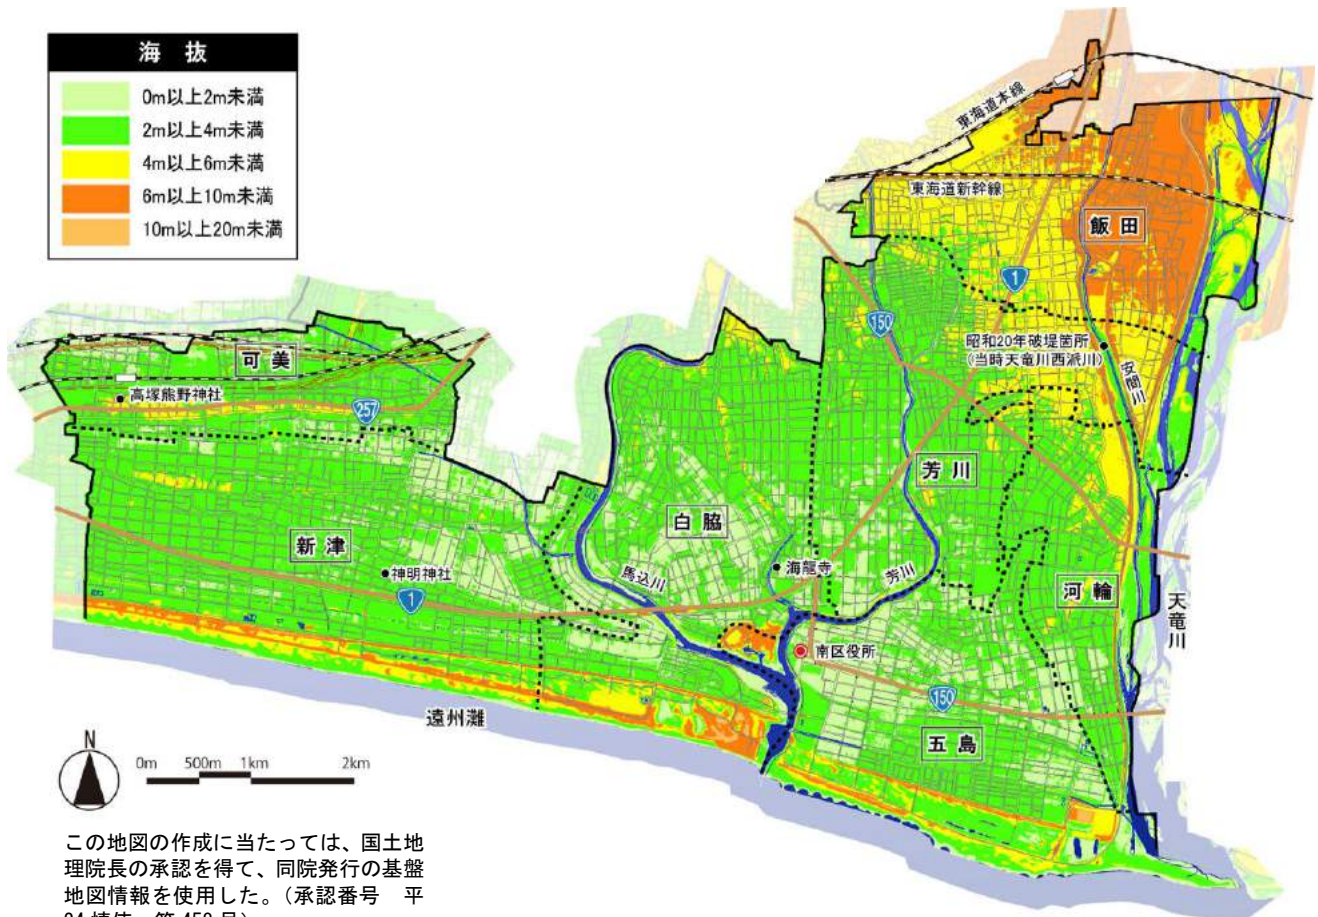 海 抜
0m以上2m未満
2m以上4m未満
4m以上6m未満
6m以上10m未満
10m以上20m未満
東海道本線
東海道新幹線
飯田
1
150
昭和20年破堤箇所
(当時天竜川西派川)
安間川
可美
高塚熊野神社
257
芳川
白脇
新津
神明神社
1
馬込川
海龍寺
芳川
河輪
天竜川
南区役所
150
遠州灘
五島
N
0m 500m 1km 2km
この地図の作成に当たっては、国土地
理院長の承認を得て、同院発行の基盤
地図情報を使用した。(承認番号 平